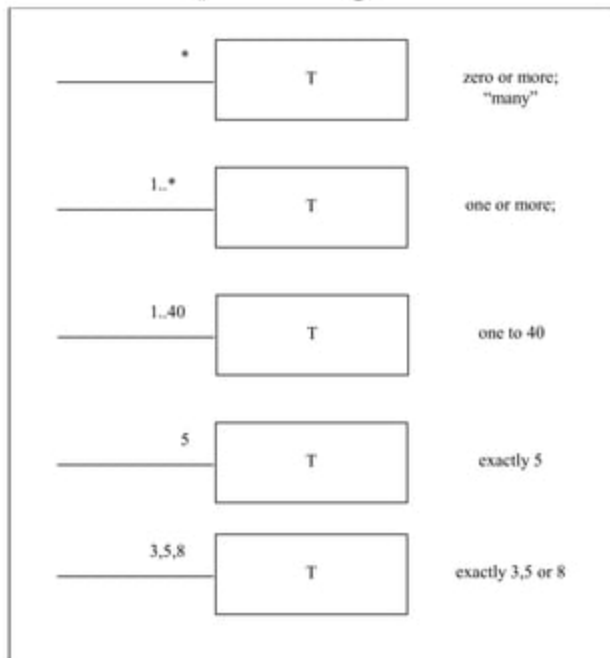 *
T
zero or more;
“many”
1..*
T
one or more;
1..40
T
one to 40
5
T
exactly 5
3,5,8
T
exactly 3,5 or 8